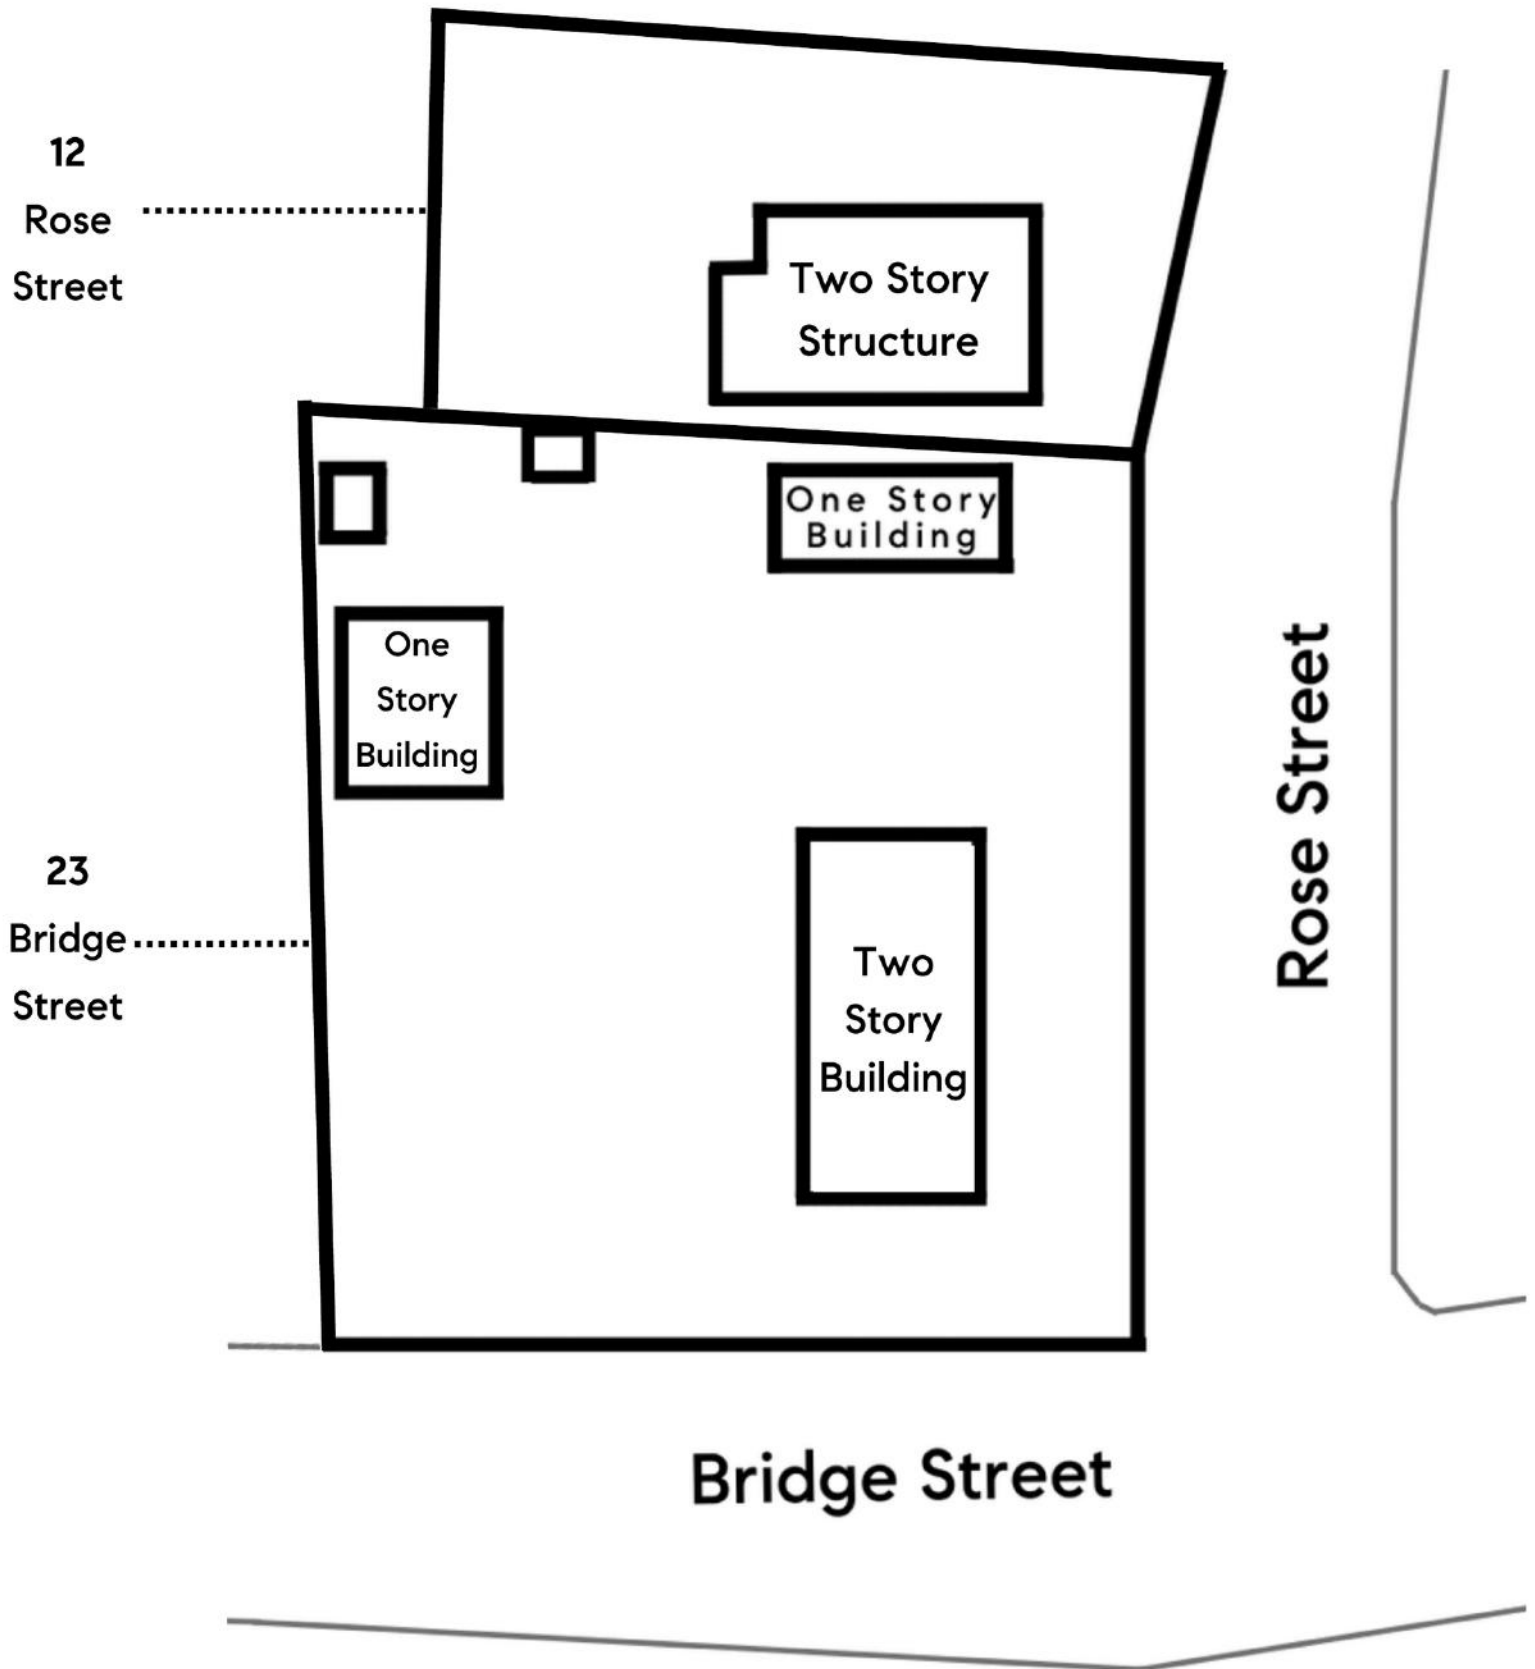 12
Rose
Street
Two Story
Structure
One Story
Building
One
Story
Building
23
Bridge
Street
Two
Story
Building
Rose Street
Bridge Street